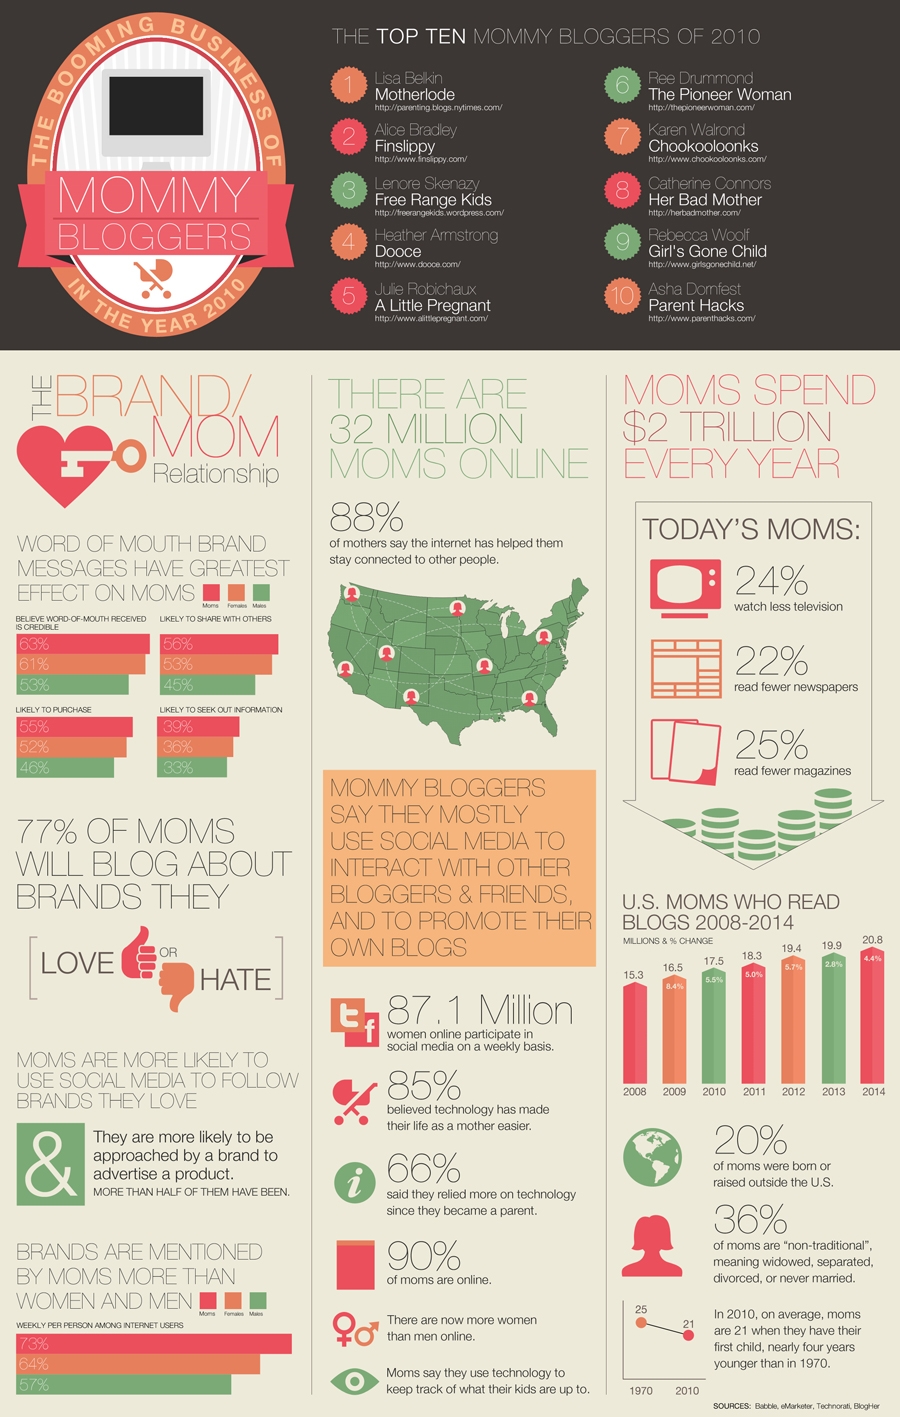 THE BOOMING BUSINESS OF
MOMMY
BLOGGERS
IN THE YEAR 2010
THE TOP TEN MOMMY BLOGGERS OF 2010
1
Lisa Belkin
Motherlode
http://parenting.blogs.nytimes.com/
2
Alice Bradley
Finslippy
http://www.finslippy.com/
3
Lenore Skenazy
Free Range Kids
http://freerangekids.wordpress.com/
4
Heather Armstrong
Dooce
http://www.dooce.com/
5
Julie Robichaux
A Little Pregnant
http://www.alittlepregnant.com/
6
Ree Drummond
The Pioneer Woman
http://thepioneerwoman.com/
7
Karen Walrond
Chookooloonks
http://www.chookooloonks.com/
8
Catherine Connors
Her Bad Mother
http://herbadmother.com/
9
Rebecca Woolf
Girl's Gone Child
http://www.girlsgonechild.net/
10
Asha Dornfest
Parent Hacks
http://www.parenthacks.com/
THE BRAND/
MOM
Relationship
WORD OF MOUTH BRAND
MESSAGES HAVE GREATEST
EFFECT ON MOMS
Moms Females Males
BELIEVE WORD-OF-MOUTH RECEIVED
IS CREDIBLE
63%
61%
53%
LIKELY TO SHARE WITH OTHERS
56%
53%
45%
LIKELY TO PURCHASE
55%
52%
46%
LIKELY TO SEEK OUT INFORMATION
39%
36%
33%
77% OF MOMS
WILL BLOG ABOUT
BRANDS THEY
LOVE OR HATE
MOMS ARE MORE LIKELY TO
USE SOCIAL MEDIA TO FOLLOW
BRANDS THEY LOVE
&
They are more likely to be
approached by a brand to
advertise a product.
MORE THAN HALF OF THEM HAVE BEEN.
BRANDS ARE MENTIONED
BY MOMS MORE THAN
WOMEN AND MEN
Moms Females Males
WEEKLY PER PERSON AMONG INTERNET USERS
73%
64%
57%
THERE ARE
32 MILLION
MOMS ONLINE
88%
of mothers say the internet has helped them
stay connected to other people.
MOMMY BLOGGERS
SAY THEY MOSTLY
USE SOCIAL MEDIA TO
INTERACT WITH OTHER
BLOGGERS & FRIENDS,
AND TO PROMOTE THEIR
OWN BLOGS
t
f
87.1 Million
women online participate in
social media on a weekly basis.
85%
believed technology has made
their life as a mother easier.
i
66%
said they relied more on technology
since they became a parent.
90%
of moms are online.
There are now more women
than men online.
Moms say they use technology to
keep track of what their kids are up to.
MOMS SPEND
$2 TRILLION
EVERY YEAR
TODAY'S MOMS:
24%
watch less television
22%
read fewer newspapers
25%
read fewer magazines
U.S. MOMS WHO READ
BLOGS 2008-2014
MILLIONS & % CHANGE
15.3 16.5 17.5 18.3 19.4 19.9 20.8
8.4% 5.5% 5.0% 5.7% 2.8% 4.4%
2008 2009 2010 2011 2012 2013 2014
20%
of moms were born or
raised outside the U.S.
36%
of moms are "non-traditional",
meaning widowed, separated,
divorced, or never married.
25
21
1970 2010
In 2010, on average, moms
are 21 when they have their
first child, nearly four years
younger than in 1970.
SOURCES: Babble, eMarketer, Technorati, BlogHer